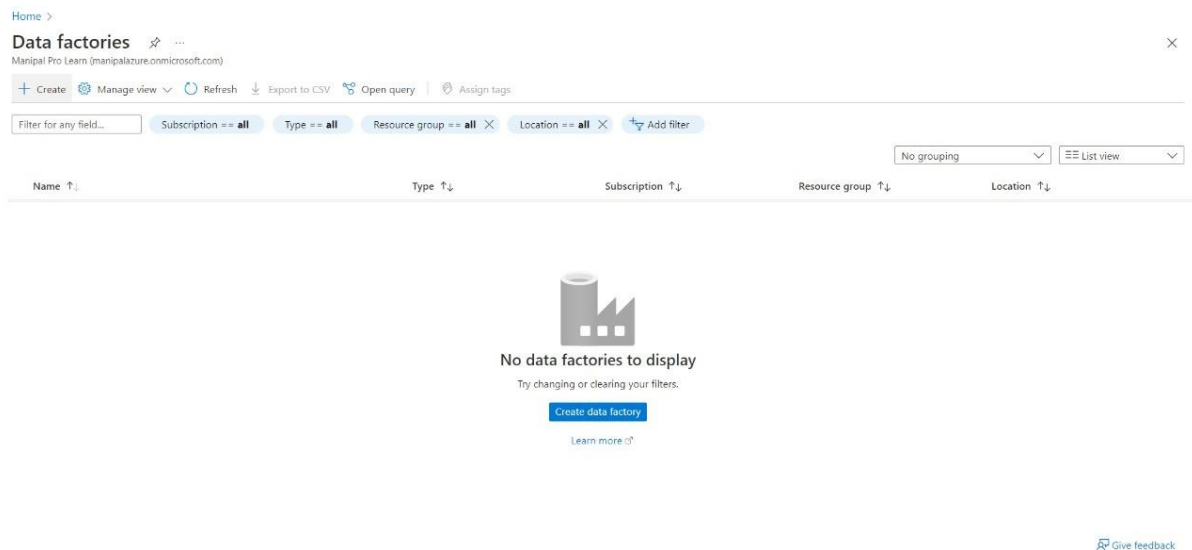 Home >
Data factories ...
Manipal Pro Learn (manipalazure.onmicrosoft.com)
+ Create Manage view Refresh Export to CSV Open query Assign tags
Filter for any field... Subscription == all Type == all Resource group == all Location == all Add filter
No grouping List view
Name Type Subscription Resource group Location
No data factories to display
Try changing or clearing your filters.
Create data factory
Learn more
Give feedback